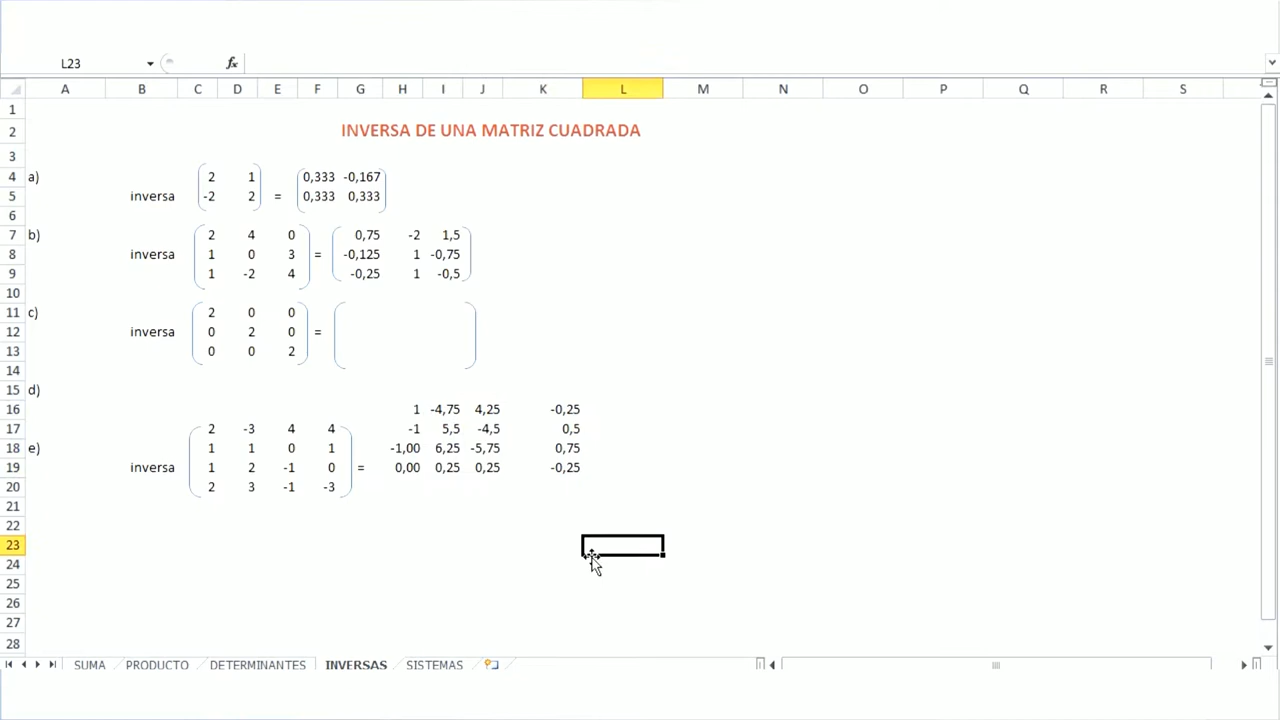 L23 fx
A B C D E F G H I J K L M N O P Q R S
1
2 INVERSA DE UNA MATRIZ CUADRADA
3
4 a) 2 1 0,333 -0,167
5 inversa -2 2 = 0,333 0,333
6
7 b) 2 4 0 0,75 -2 1,5
8 inversa 1 0 3 = -0,125 1 -0,75
9 1 -2 4 -0,25 1 -0,5
10
11 c) 2 0 0
12 inversa 0 2 0 =
13 0 0 2
14
15 d)
16 1 -4,75 4,25 -0,25
17 2 -3 4 4 -1 5,5 -4,5 0,5
18 e) 1 1 0 1 -1,00 6,25 -5,75 0,75
19 inversa 1 2 -1 0 = 0,00 0,25 0,25 -0,25
20 2 3 -1 -3
21
22
23
24
25
26
27
28
SUMA PRODUCTO DETERMINANTES INVERSAS SISTEMAS